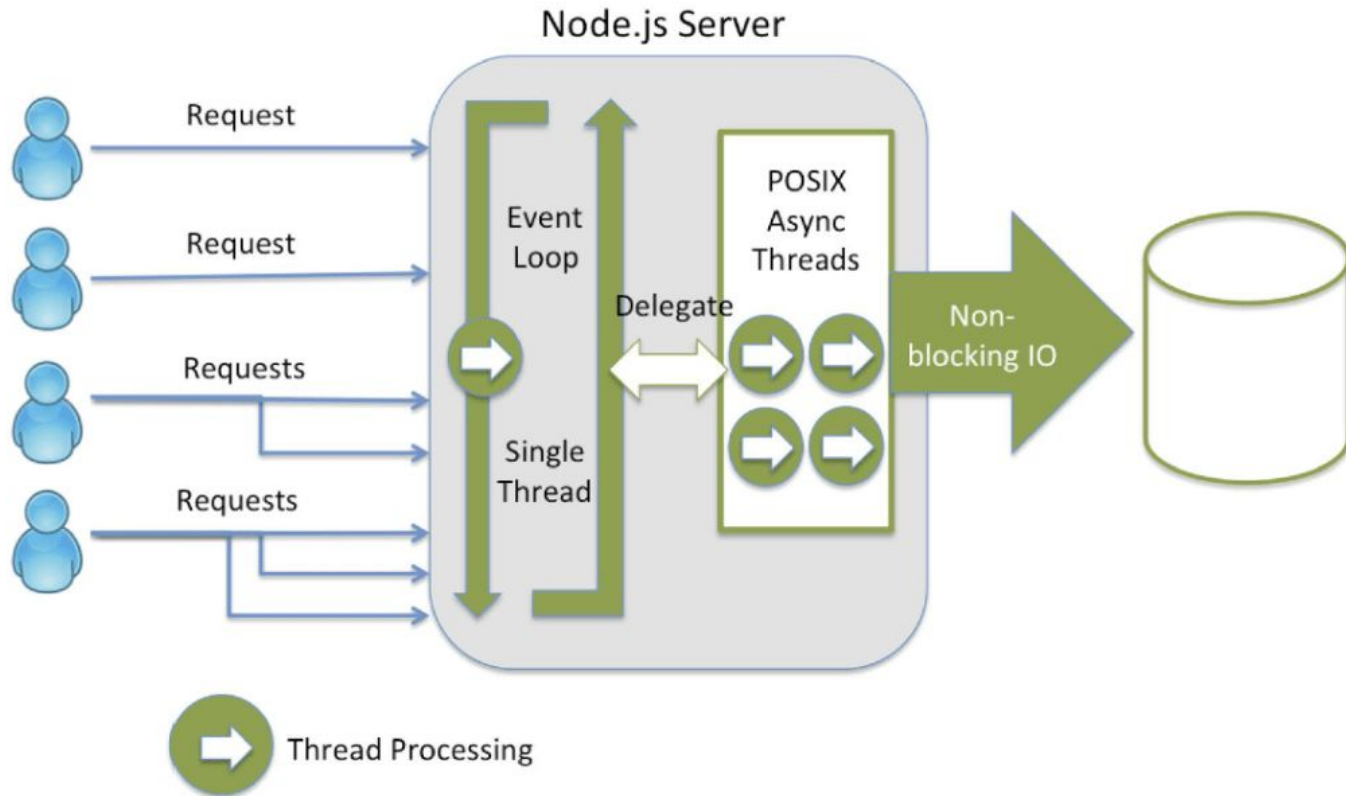 Node.js Server
Request
Request
Requests
Requests
Event
Loop
Single
Thread
Delegate
POSIX
Async
Threads
Non-
blocking IO
Thread Processing